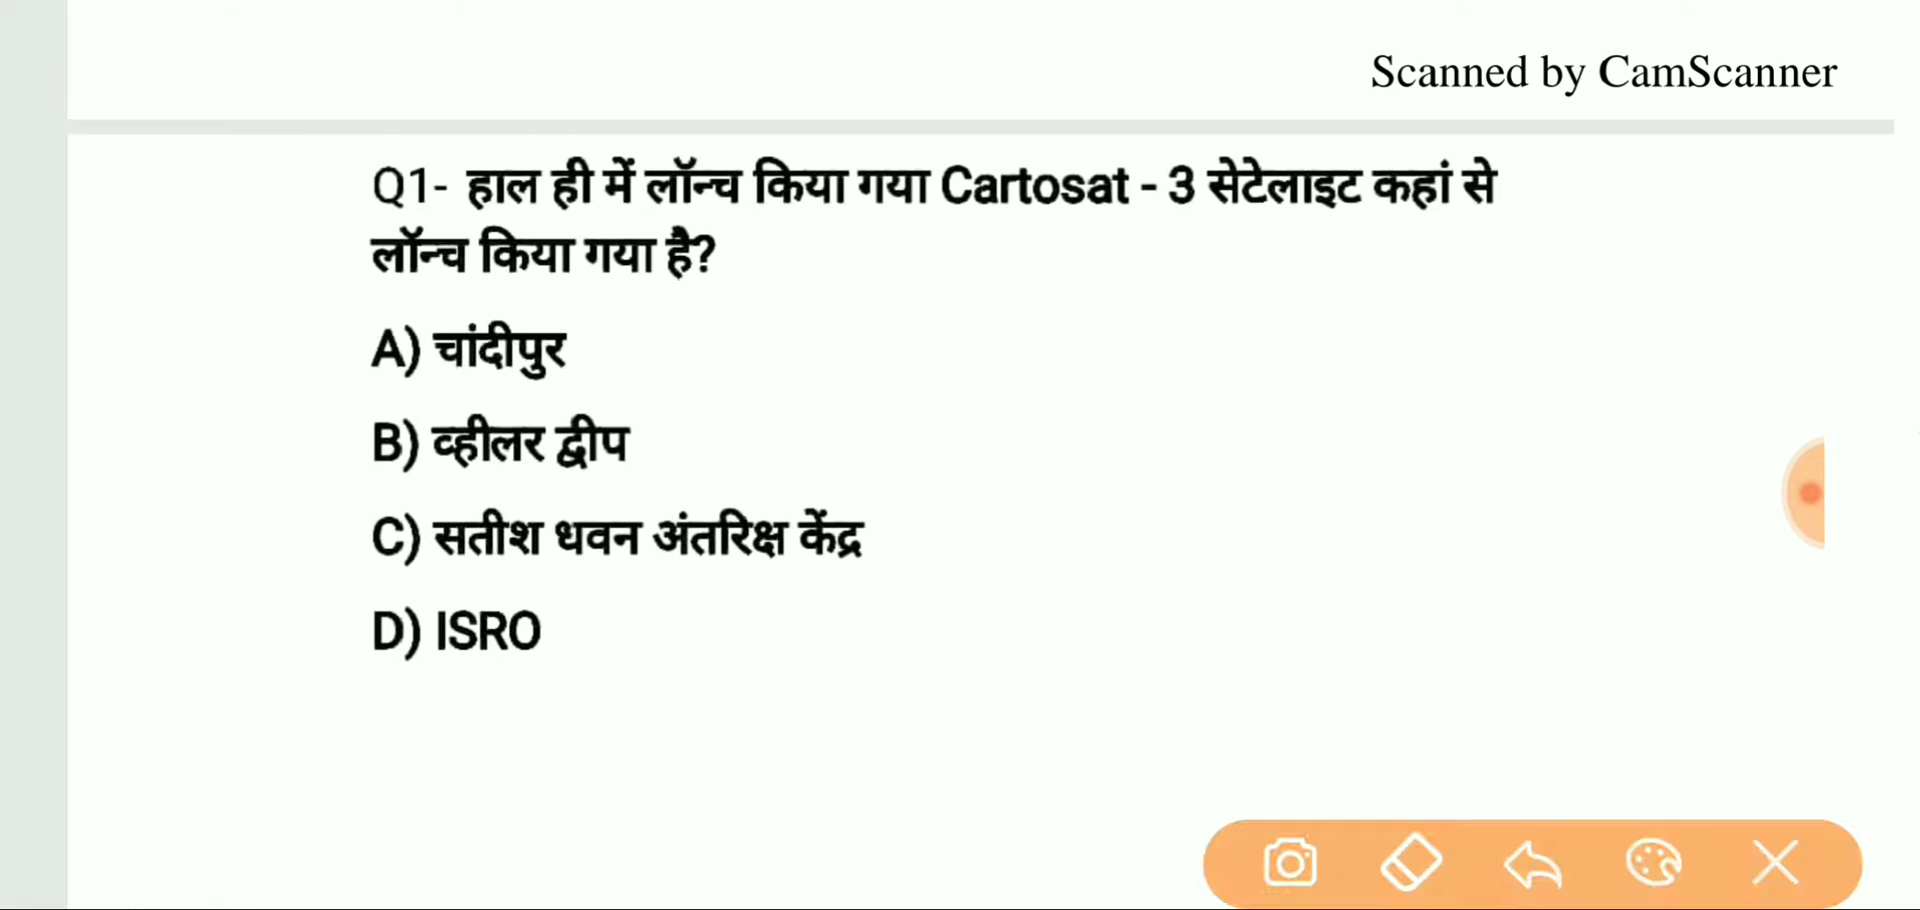 Scanned by CamScanner
Q1- हाल ही में लॉन्च किया गया Cartosat - 3 सेटेलाइट कहां से
लॉन्च किया गया है?
A) चांदीपुर
B) व्हीलर द्वीप
C) सतीश धवन अंतरिक्ष केंद्र
D) ISRO